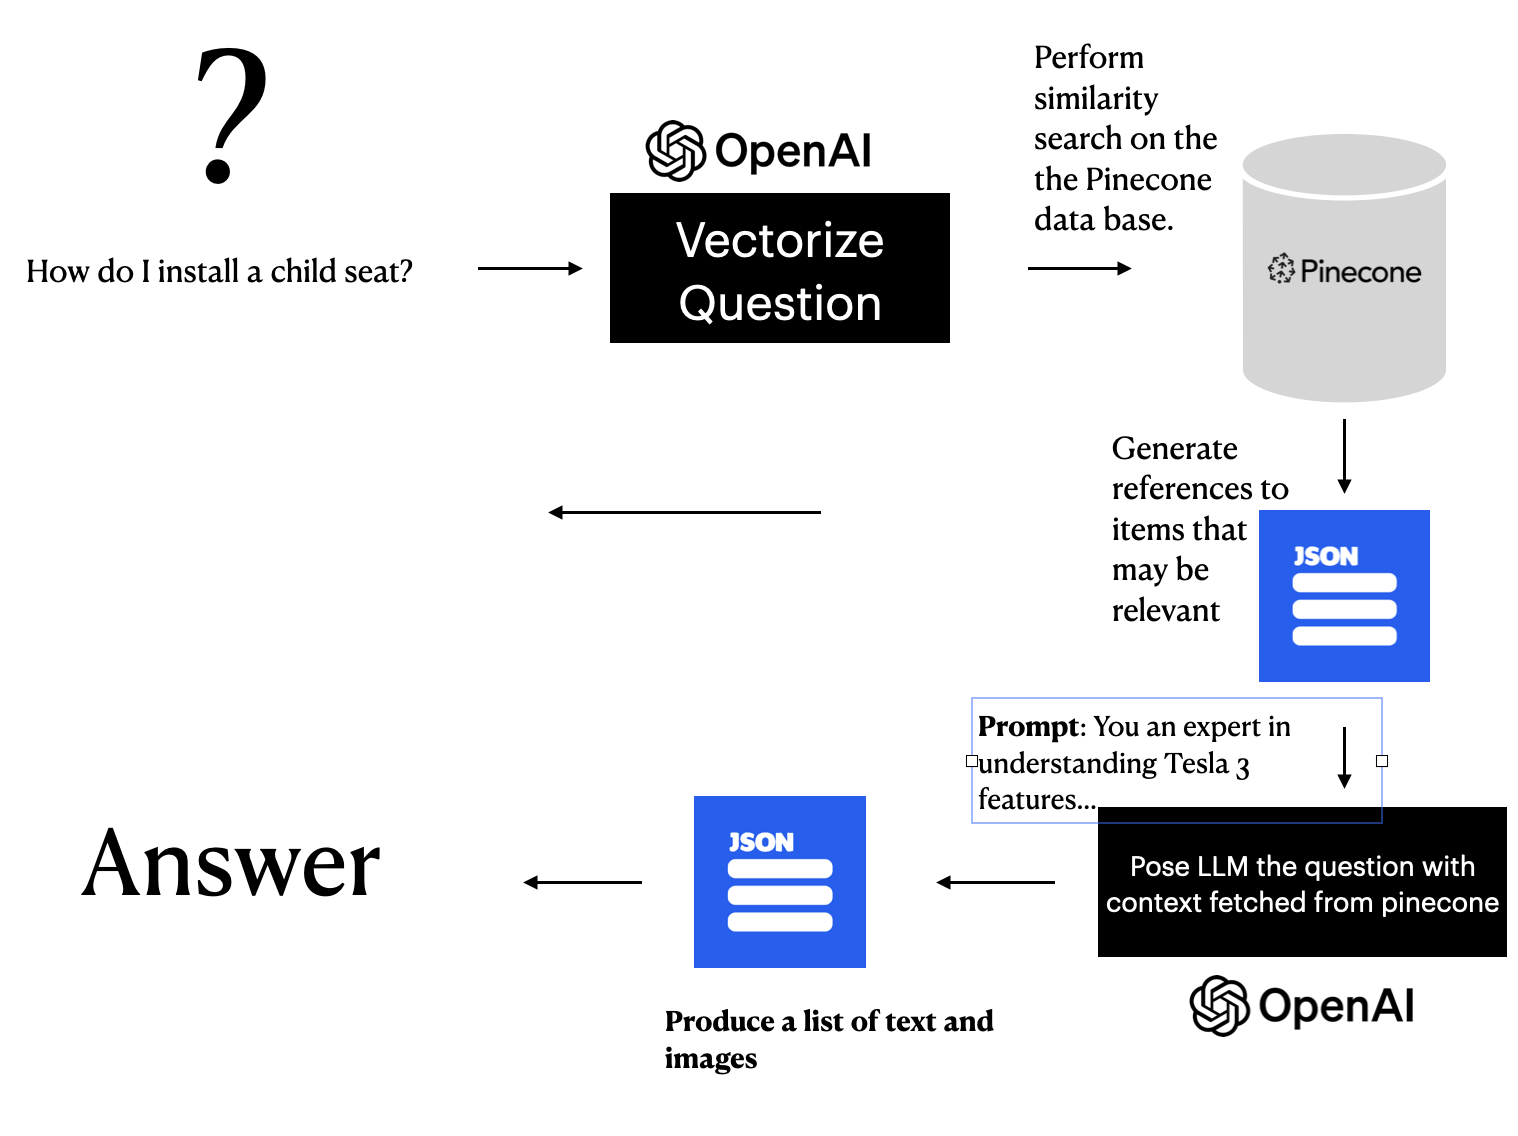 ?
How do I install a child seat?
OpenAI
Vectorize
Question
Perform
similarity
search on the
the Pinecone
data base.
Pinecone
Generate
references to
items that
may be
relevant
JSON
Prompt: You an expert in
understanding Tesla 3
features...
Pose LLM the question with
context fetched from pinecone
OpenAI
JSON
Produce a list of text and
images
Answer